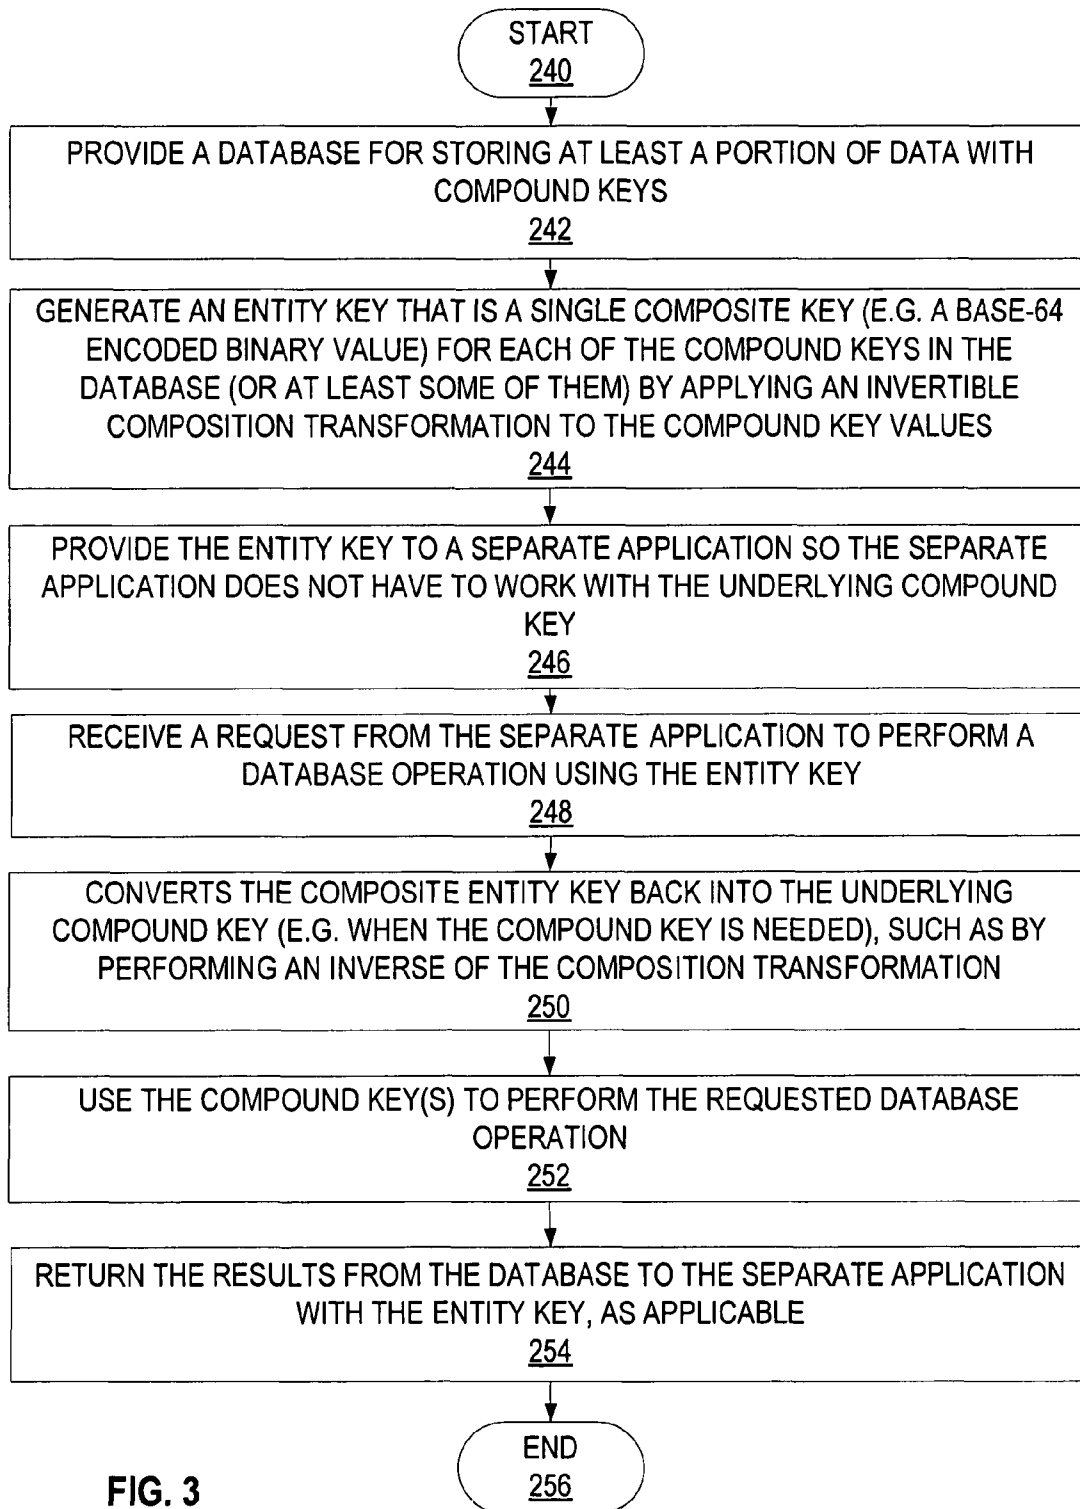 START
240
PROVIDE A DATABASE FOR STORING AT LEAST A PORTION OF DATA WITH
COMPOUND KEYS
242
GENERATE AN ENTITY KEY THAT IS A SINGLE COMPOSITE KEY (E.G. A BASE-64
ENCODED BINARY VALUE) FOR EACH OF THE COMPOUND KEYS IN THE
DATABASE (OR AT LEAST SOME OF THEM) BY APPLYING AN INVERTIBLE
COMPOSITION TRANSFORMATION TO THE COMPOUND KEY VALUES
244
PROVIDE THE ENTITY KEY TO A SEPARATE APPLICATION SO THE SEPARATE
APPLICATION DOES NOT HAVE TO WORK WITH THE UNDERLYING COMPOUND
KEY
246
RECEIVE A REQUEST FROM THE SEPARATE APPLICATION TO PERFORM A
DATABASE OPERATION USING THE ENTITY KEY
248
CONVERTS THE COMPOSITE ENTITY KEY BACK INTO THE UNDERLYING
COMPOUND KEY (E.G. WHEN THE COMPOUND KEY IS NEEDED), SUCH AS BY
PERFORMING AN INVERSE OF THE COMPOSITION TRANSFORMATION
250
USE THE COMPOUND KEY(S) TO PERFORM THE REQUESTED DATABASE
OPERATION
252
RETURN THE RESULTS FROM THE DATABASE TO THE SEPARATE APPLICATION
WITH THE ENTITY KEY, AS APPLICABLE
254
END
256
FIG. 3